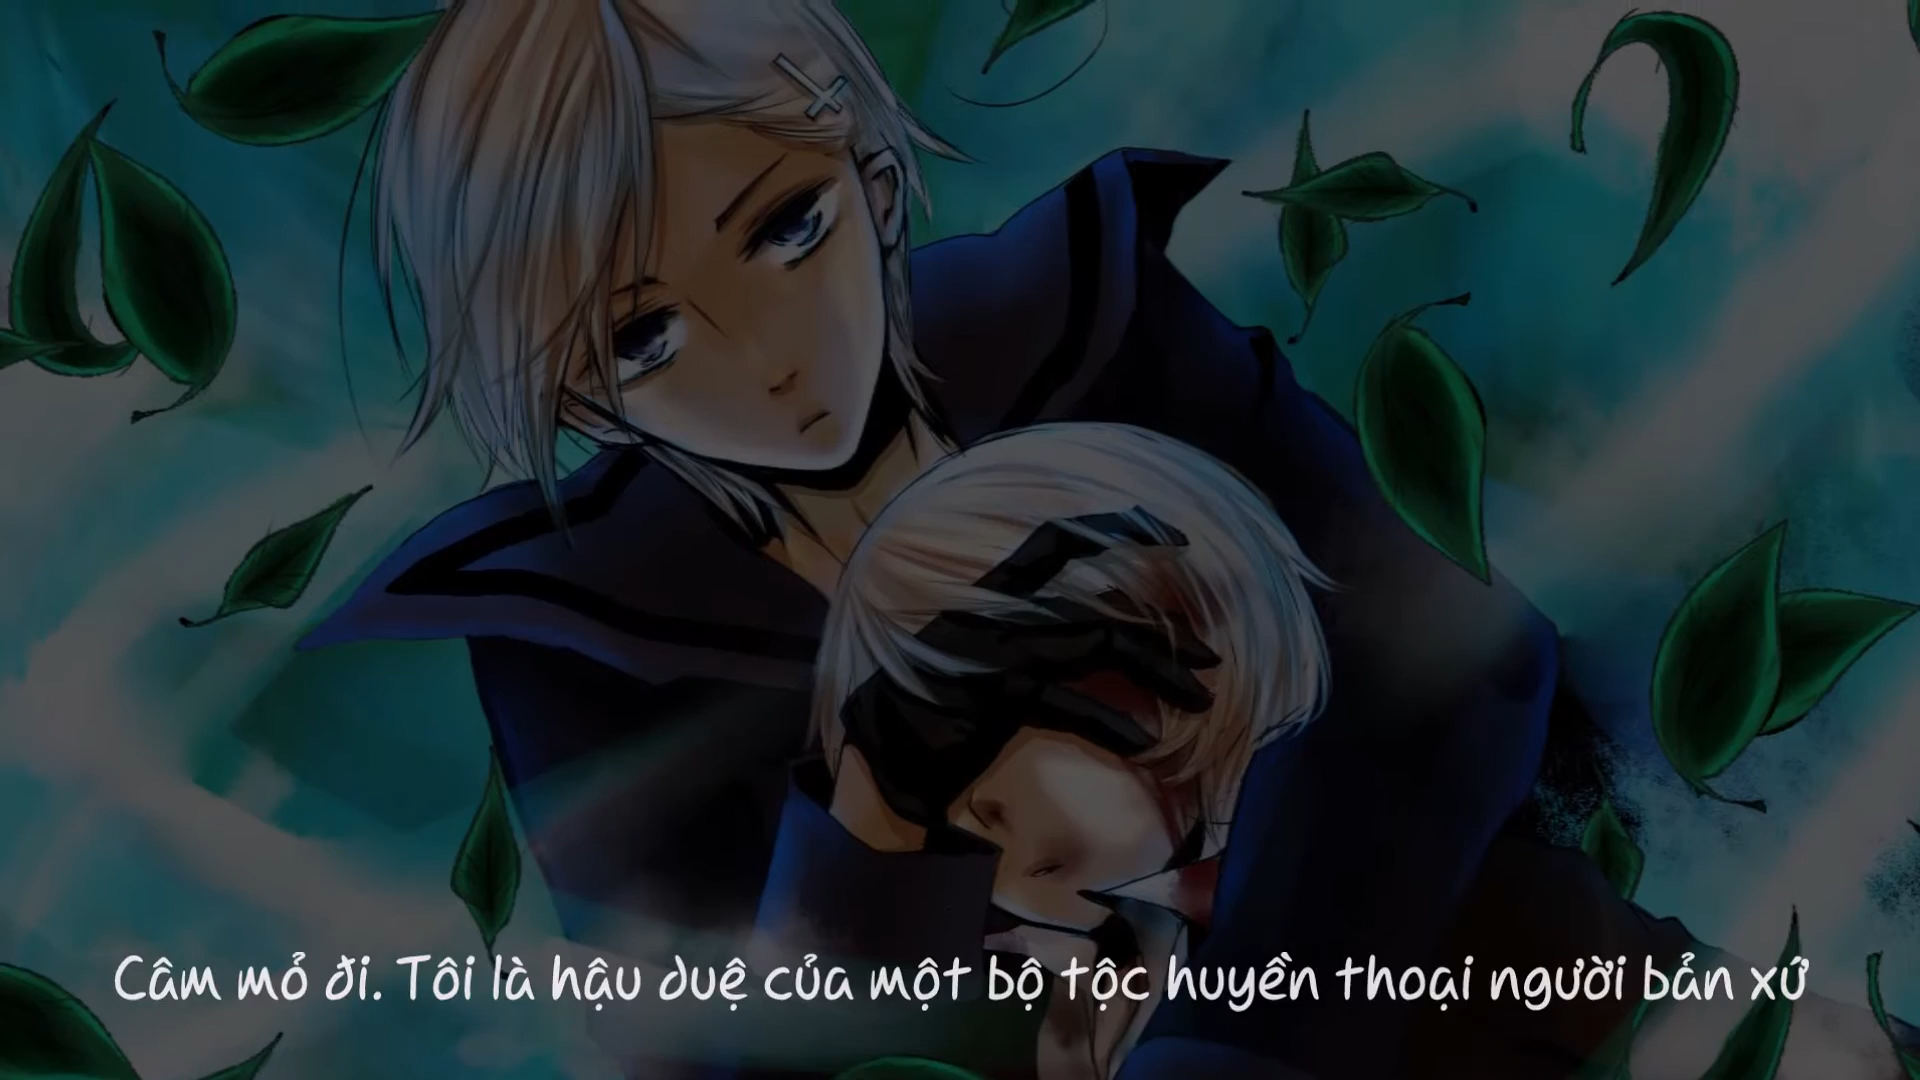 Câm mỏ đi. Tôi là hậu duệ của một bộ tộc huyền thoại người bản xứ